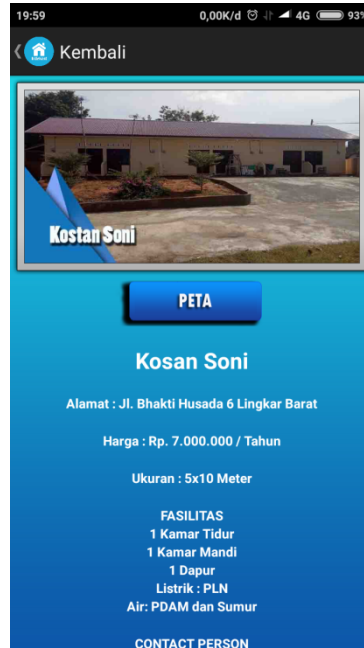 19:59 0,00K/d 4G 93%
Kembali
Kostan Soni
PETA
Kosan Soni
Alamat : Jl. Bhakti Husada 6 Lingkar Barat
Harga : Rp. 7.000.000 / Tahun
Ukuran : 5x10 Meter
FASILITAS
1 Kamar Tidur
1 Kamar Mandi
1 Dapur
Listrik : PLN
Air: PDAM dan Sumur
CONTACT PERSON